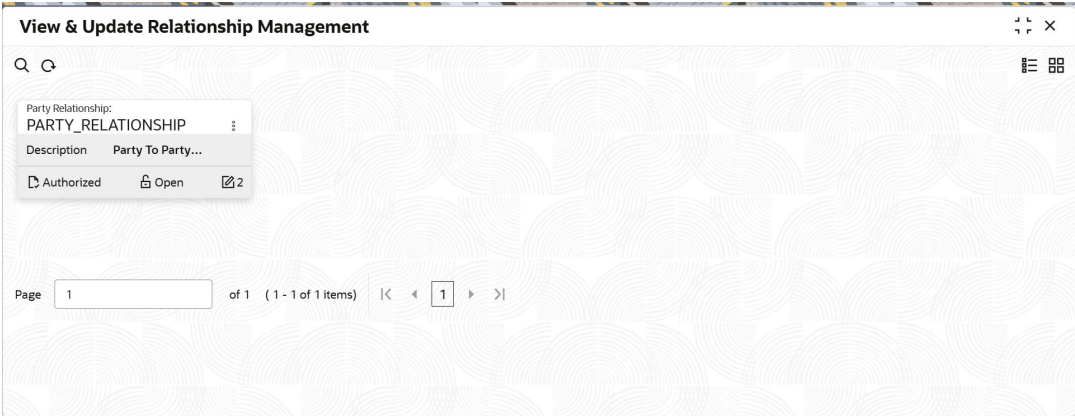 View & Update Relationship Management
Party Relationship:
PARTY_RELATIONSHIP
Description Party To Party...
Authorized Open 2
Page 1 of 1 ( 1 - 1 of 1 items) 1